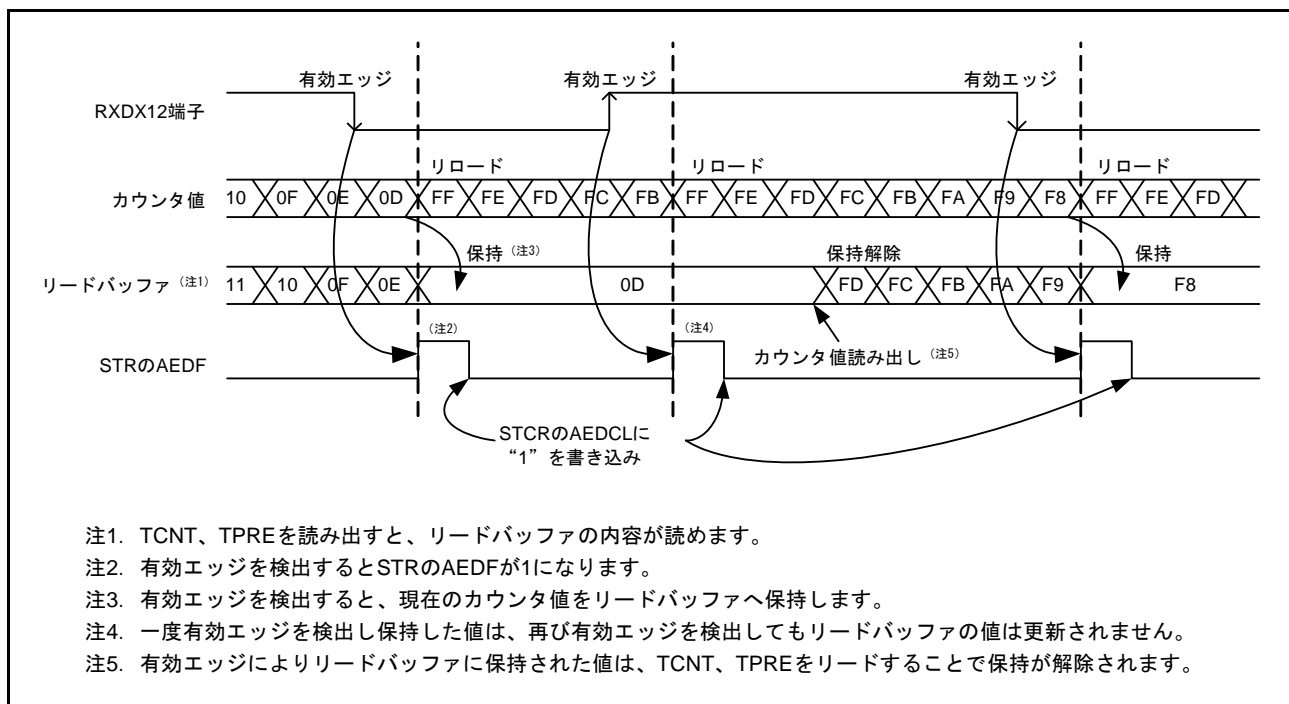 有効エッジ 有効エッジ 有効エッジ
RXDX12端子
リロード リロード リロード
カウンタ値 10 0F 0E 0D FF FE FD FC FB FF FE FD FC FB FA F9 F8 FF FE FD
保持（注3） 保持解除 保持
リードバッファ（注1） 11 10 0F 0E 0D FD FC FB FA F9 F8
（注2） （注4）
カウンタ値読み出し（注5）
STRのAEDF
STCRのAEDCLに
“1”を書き込み
注1. TCNT、TPREを読み出すと、リードバッファの内容が読めます。
注2. 有効エッジを検出するとSTRのAEDFが1になります。
注3. 有効エッジを検出すると、現在のカウンタ値をリードバッファへ保持します。
注4. 一度有効エッジを検出し保持した値は、再び有効エッジを検出してもリードバッファの値は更新されません。
注5. 有効エッジによりリードバッファに保持された値は、TCNT、TPREをリードすることで保持が解除されます。